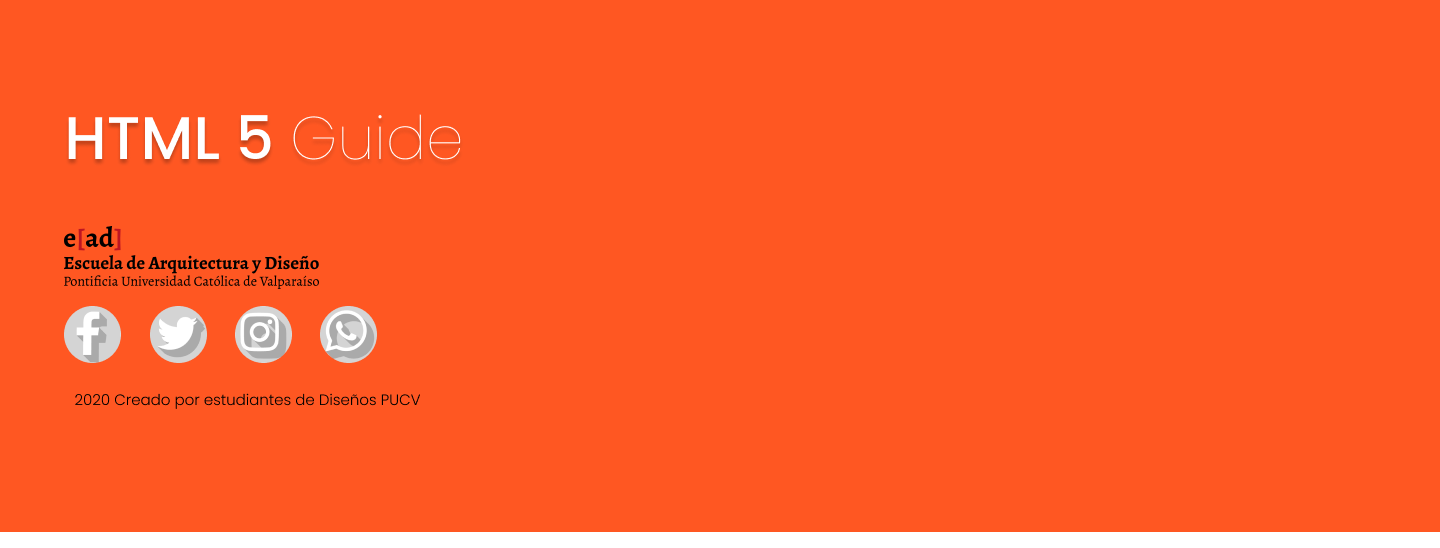 HTML 5 Guide
e[ad]
Escuela de Arquitectura y Diseño
Pontificia Universidad Católica de Valparaíso
2020 Creado por estudiantes de Diseños PUCV